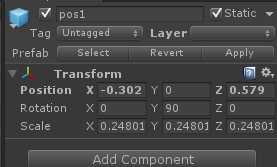 pos1 Static
Tag Untagged Layer
Prefab Select Revert Apply
Transform
Position X -0.302 Y 0 Z 0.579
Rotation X 0 Y 90 Z 0
Scale X 0.24801 Y 0.24801 Z 0.24801
Add Component